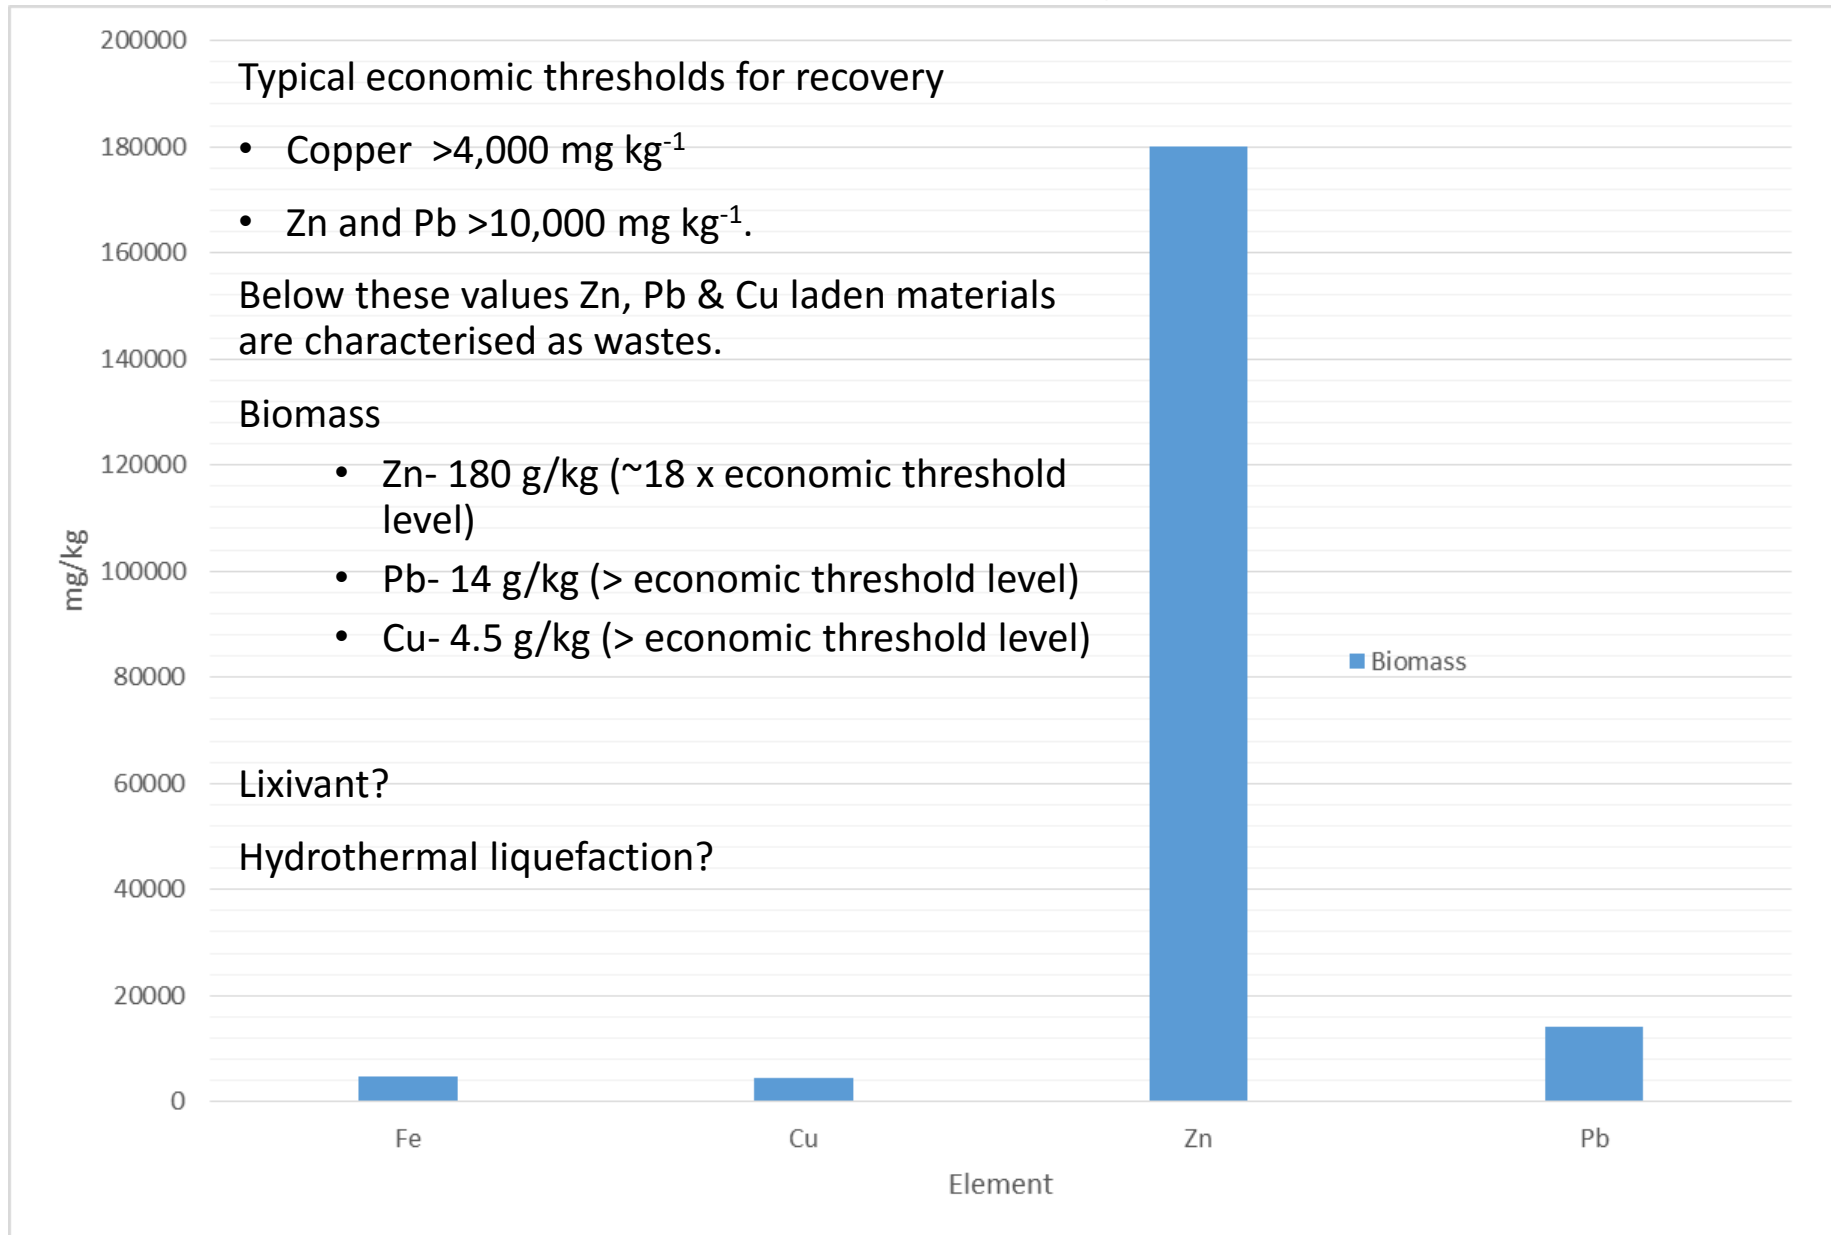 200000
180000
160000
140000
120000
100000
80000
60000
40000
20000
0
mg/kg
Typical economic thresholds for recovery
• Copper >4,000 mg kg⁻¹
• Zn and Pb >10,000 mg kg⁻¹.
Below these values Zn, Pb & Cu laden materials
are characterised as wastes.
Biomass
• Zn- 180 g/kg (~18 x economic threshold
level)
• Pb- 14 g/kg (> economic threshold level)
• Cu- 4.5 g/kg (> economic threshold level)
Lixivant?
Hydrothermal liquefaction?
Biomass
Fe Cu Zn Pb
Element